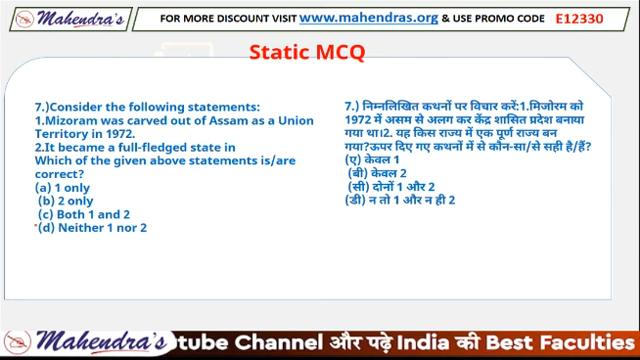 Mahendra's
FOR MORE DISCOUNT VISIT www.mahendras.org & USE PROMO CODE E12330
Static MCQ
7.)Consider the following statements:
1.Mizoram was carved out of Assam as a Union
Territory in 1972.
2.It became a full-fledged state in
Which of the given above statements is/are
correct?
(a) 1 only
(b) 2 only
(c) Both 1 and 2
(d) Neither 1 nor 2
7.) निम्नलिखित कथनों पर विचार करें:1.मिजोरम को
1972 में असम से अलग कर केंद्र शासित प्रदेश बनाया
गया था।2. यह किस राज्य में एक पूर्ण राज्य बन
गया?ऊपर दिए गए कथनों में से कौन-सा/से सही है/हैं?
(ए) केवल 1
(बी) केवल 2
(सी) दोनों 1 और 2
(डी) न तो 1 और न ही 2
Mahendra's tube Channel और पढ़े India की Best Faculties